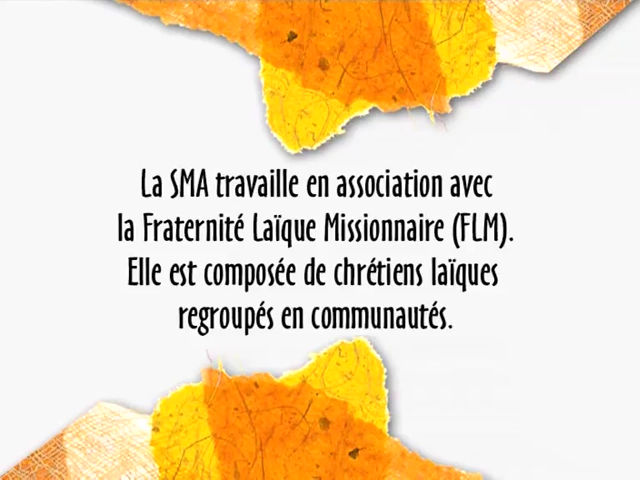 La SMA travaille en association avec
la Fraternité Laïque Missionnaire (FLM).
Elle est composée de chrétiens laïques
regroupés en communautés.